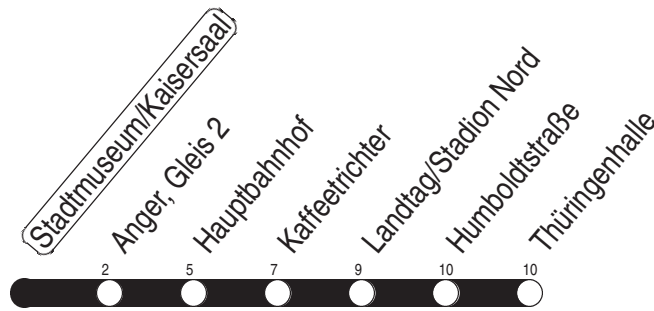 Stadtmuseum/Kaisersaal
Anger, Gleis 2
Hauptbahnhof
Kaffeetrichter
Landtag/Stadion Nord
Humboldtstraße
Thüringenhalle
2 5 7 9 10 10